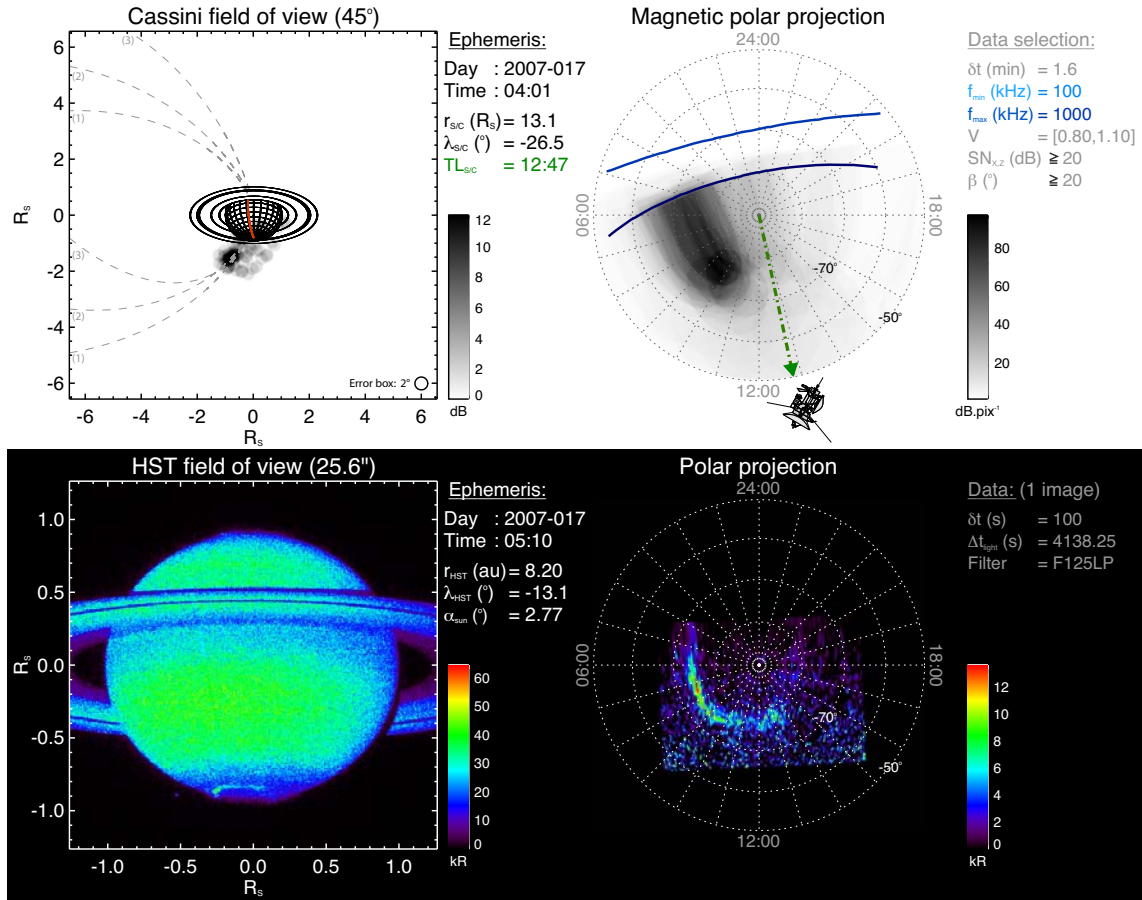 Cassini field of view (45°)
6
4
2
0
-2
-4
-6
R_S
-6 -4 -2 0 2 4 6
R_S
(3)
(2)
(1)
(3)
(2)
(1)
Error box: 2°
Ephemeris:
Day : 2007-017
Time : 04:01
r_S/C (R_S) = 13.1
λ_S/C (°) = -26.5
TL_S/C = 12:47
12
10
8
6
4
2
0
dB
Magnetic polar projection
24:00
06:00
18:00
-70°
-50°
12:00
Data selection:
δt (min) = 1.6
f_min (kHz) = 100
f_max (kHz) = 1000
V = [0.80,1.10]
SN_X,Z (dB) ≧ 20
β (°) ≧ 20
80
60
40
20
dB.pix⁻¹
HST field of view (25.6")
1.0
0.5
0.0
-0.5
-1.0
R_S
-1.0 -0.5 0.0 0.5 1.0
R_S
Ephemeris:
Day : 2007-017
Time : 05:10
r_HST (au) = 8.20
λ_HST (°) = -13.1
α_sun (°) = 2.77
60
50
40
30
20
10
0
kR
Polar projection
24:00
06:00
18:00
-70°
-50°
12:00
Data: (1 image)
δt (s) = 100
Δt_light (s) = 4138.25
Filter = F125LP
12
10
8
6
4
2
0
kR